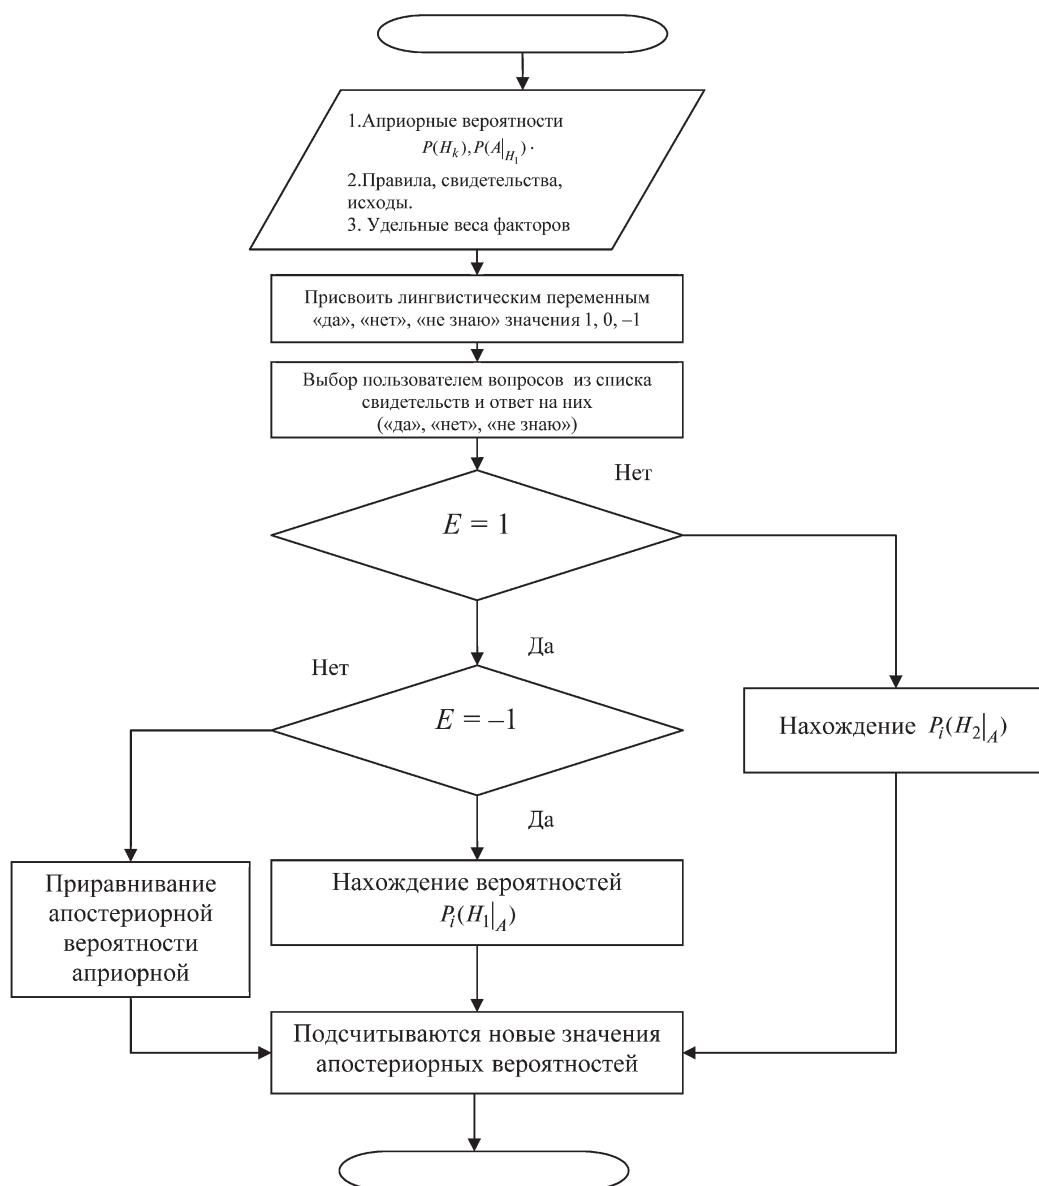 1.Априорные вероятности
P(H_k), P(A|_{H_1}) ·
2.Правила, свидетельства,
исходы.
3. Удельные веса факторов
Присвоить лингвистическим переменным
«да», «нет», «не знаю» значения 1, 0, –1
Выбор пользователем вопросов из списка
свидетельств и ответ на них
(«да», «нет», «не знаю»)
Нет
E = 1
Да
Нет
E = –1
Нахождение P_i(H_2|_A)
Да
Приравнивание
апостериорной
вероятности
априорной
Нахождение вероятностей
P_i(H_1|_A)
Подсчитываются новые значения
апостериорных вероятностей